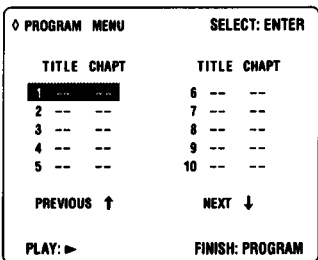 ◊ PROGRAM MENU SELECT: ENTER
TITLE CHAPT TITLE CHAPT
1 -- -- 6 -- --
2 -- -- 7 -- --
3 -- -- 8 -- --
4 -- -- 9 -- --
5 -- -- 10 -- --
PREVIOUS ↑ NEXT ↓
PLAY: ► FINISH: PROGRAM